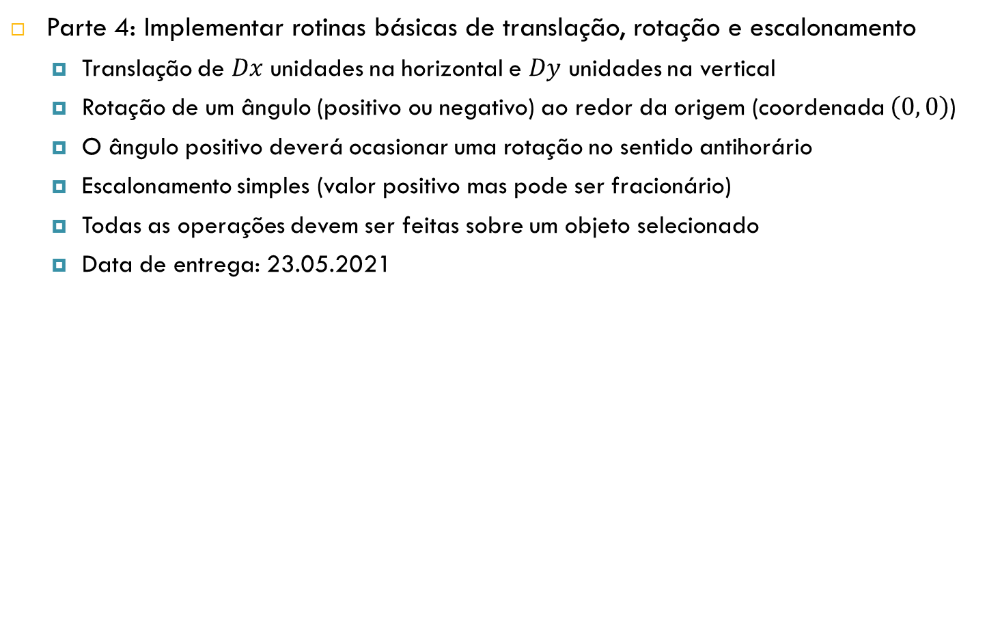 Parte 4: Implementar rotinas básicas de translação, rotação e escalonamento
Translação de Dx unidades na horizontal e Dy unidades na vertical
Rotação de um ângulo (positivo ou negativo) ao redor da origem (coordenada (0, 0))
O ângulo positivo deverá ocasionar uma rotação no sentido antihorário
Escalonamento simples (valor positivo mas pode ser fracionário)
Todas as operações devem ser feitas sobre um objeto selecionado
Data de entrega: 23.05.2021